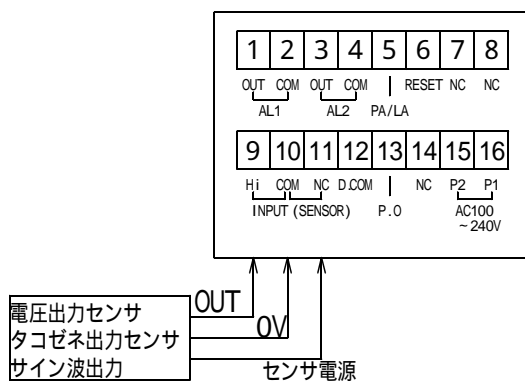 1 2 3 4 5 6 7 8
OUT COM OUT COM RESET NC NC
AL1 AL2 PA/LA
9 10 11 12 13 14 15 16
Hi COM NC D.COM NC P2 P1
INPUT (SENSOR) P.O AC100
~240V
電圧出力センサ
タコゼネ出力センサ
サイン波出力
OUT
0V
センサ電源